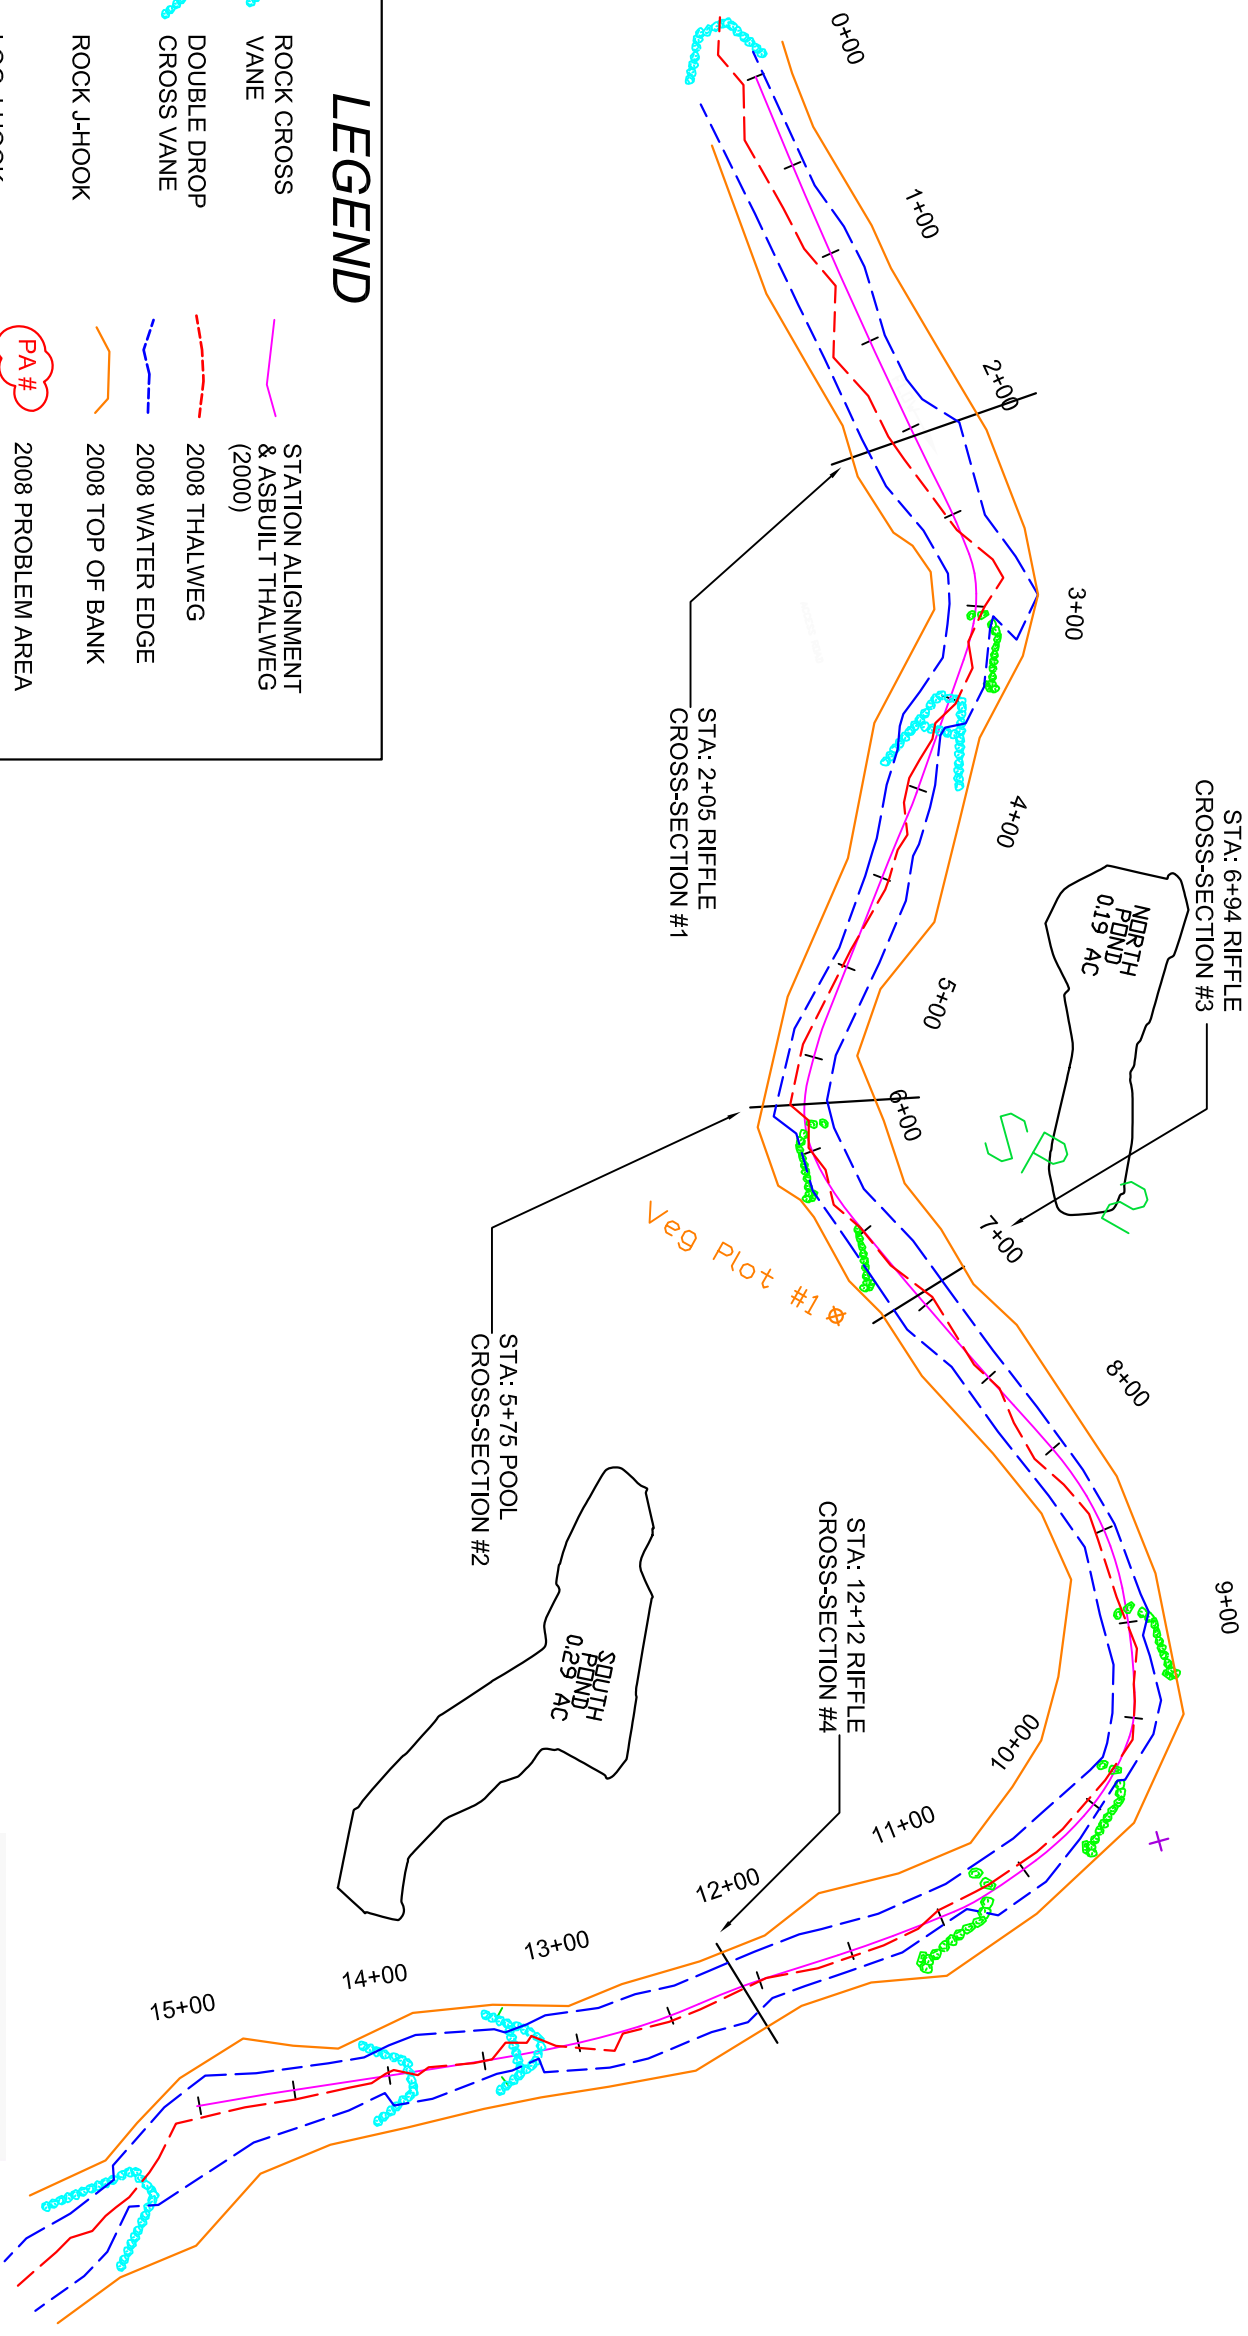 LEGEND
ROCK CROSS
VANE
DOUBLE DROP
CROSS VANE
ROCK J-HOOK
STATION ALIGNMENT
& ASBUILT THALWEG
(2000)
2008 THALWEG
2008 WATER EDGE
2008 TOP OF BANK
PA #
2008 PROBLEM AREA
0+00
1+00
2+00
3+00
4+00
5+00
6+00
7+00
8+00
9+00
10+00
11+00
12+00
13+00
14+00
15+00
STA: 2+05 RIFFLE
CROSS-SECTION #1
STA: 6+94 RIFFLE
CROSS-SECTION #3
NORTH
POND
0.19 AC
STA: 5+75 POOL
CROSS-SECTION #2
Veg Plot #1
STA: 12+12 RIFFLE
CROSS-SECTION #4
SOUTH
POND
0.29 AC